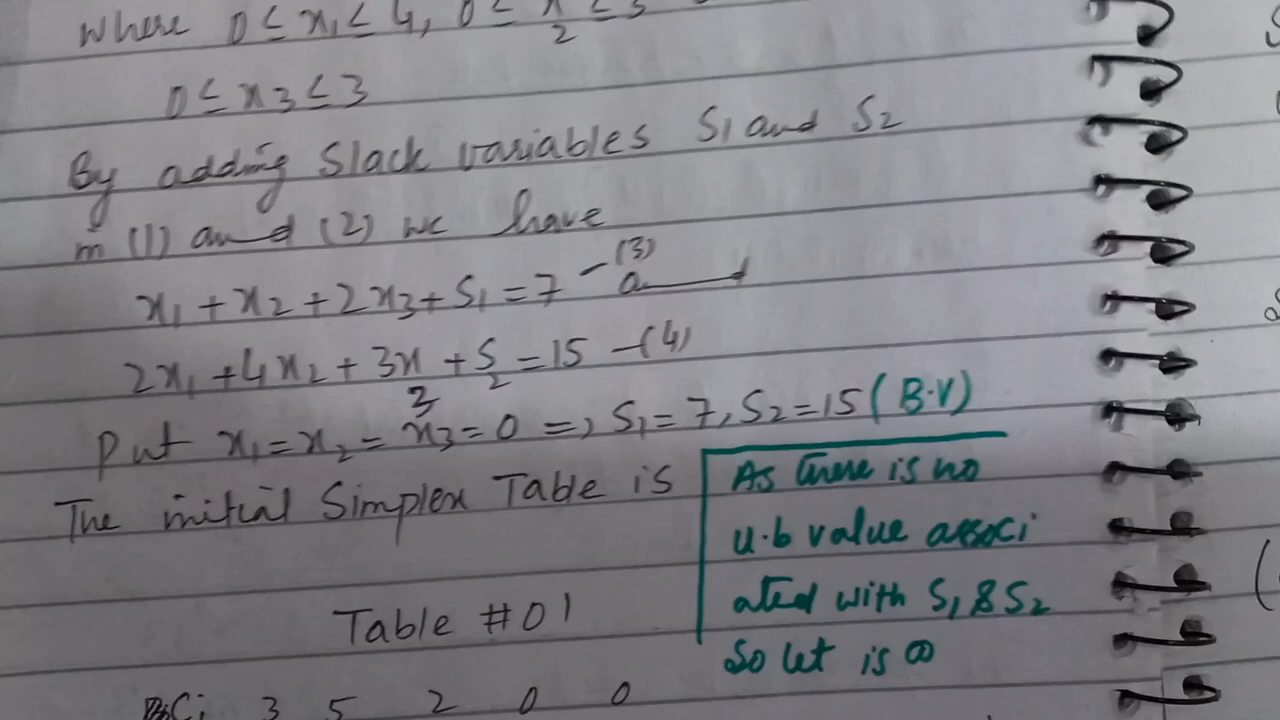 where 0 ≤ x₁ ≤ 4, 0 ≤ x₂ ≤ 3
0 ≤ x₃ ≤ 3
By adding Slack variables S₁ and S₂
in (1) and (2) we have
x₁ + x₂ + 2x₃ + S₁ = 7 —(3) and
2x₁ + 4x₂ + 3x₃ + S₂ = 15 —(4)
Put x₁ = x₂ = x₃ = 0 => S₁ = 7, S₂ = 15 (B.V)
The initial Simplex Table is
As there is no
u.b value associ
ated with S₁ & S₂
So let is ∞
Table #01
Cj 3 5 2 0 0